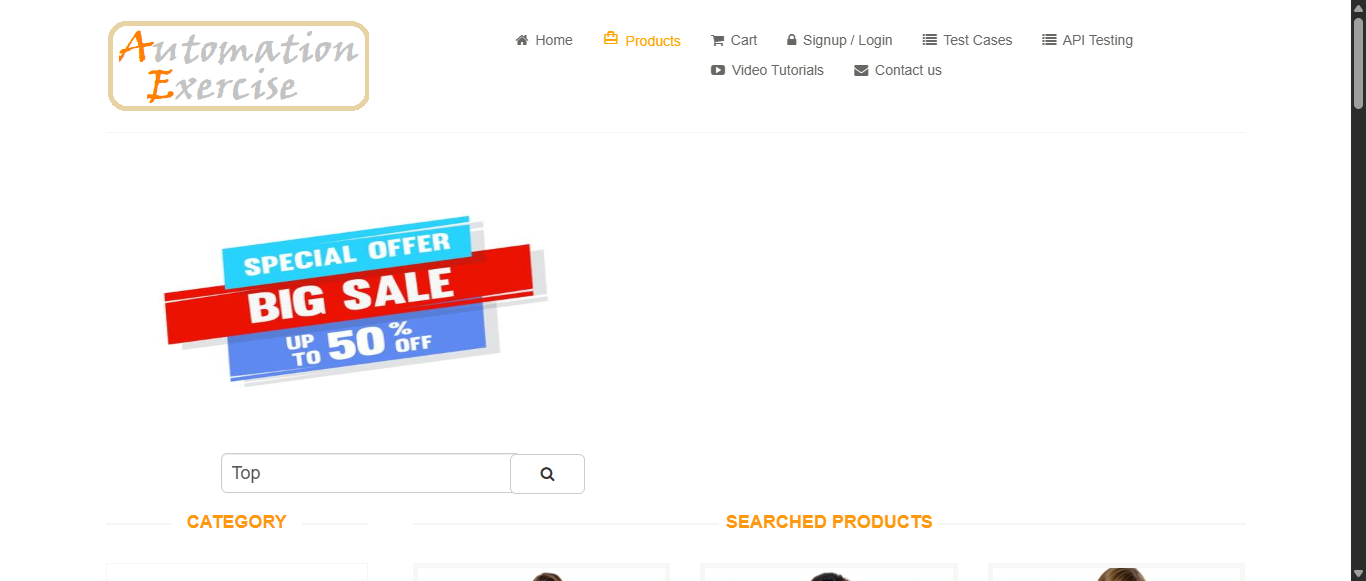 Automation
Exercise
Home Products Cart Signup / Login Test Cases API Testing
Video Tutorials Contact us
SPECIAL OFFER
BIG SALE
UP TO 50% OFF
Top
CATEGORY SEARCHED PRODUCTS